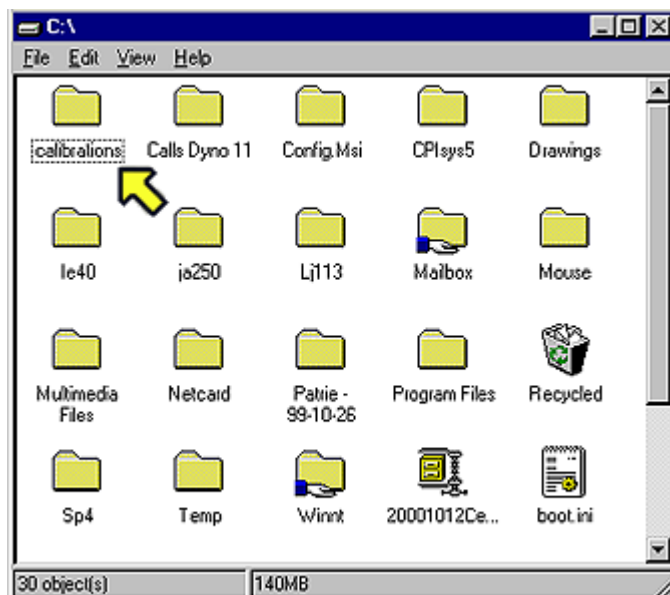 C:\
File Edit View Help
calibrations Calls Dyno 11 Config.Msi CPIsys5 Drawings
Ie40 ja250 Lj113 Mailbox Mouse
Multimedia Files Netcard Patrie - 99-10-26 Program Files Recycled
Sp4 Temp Winnt 20001012Ce... boot.ini
30 object(s) 140MB